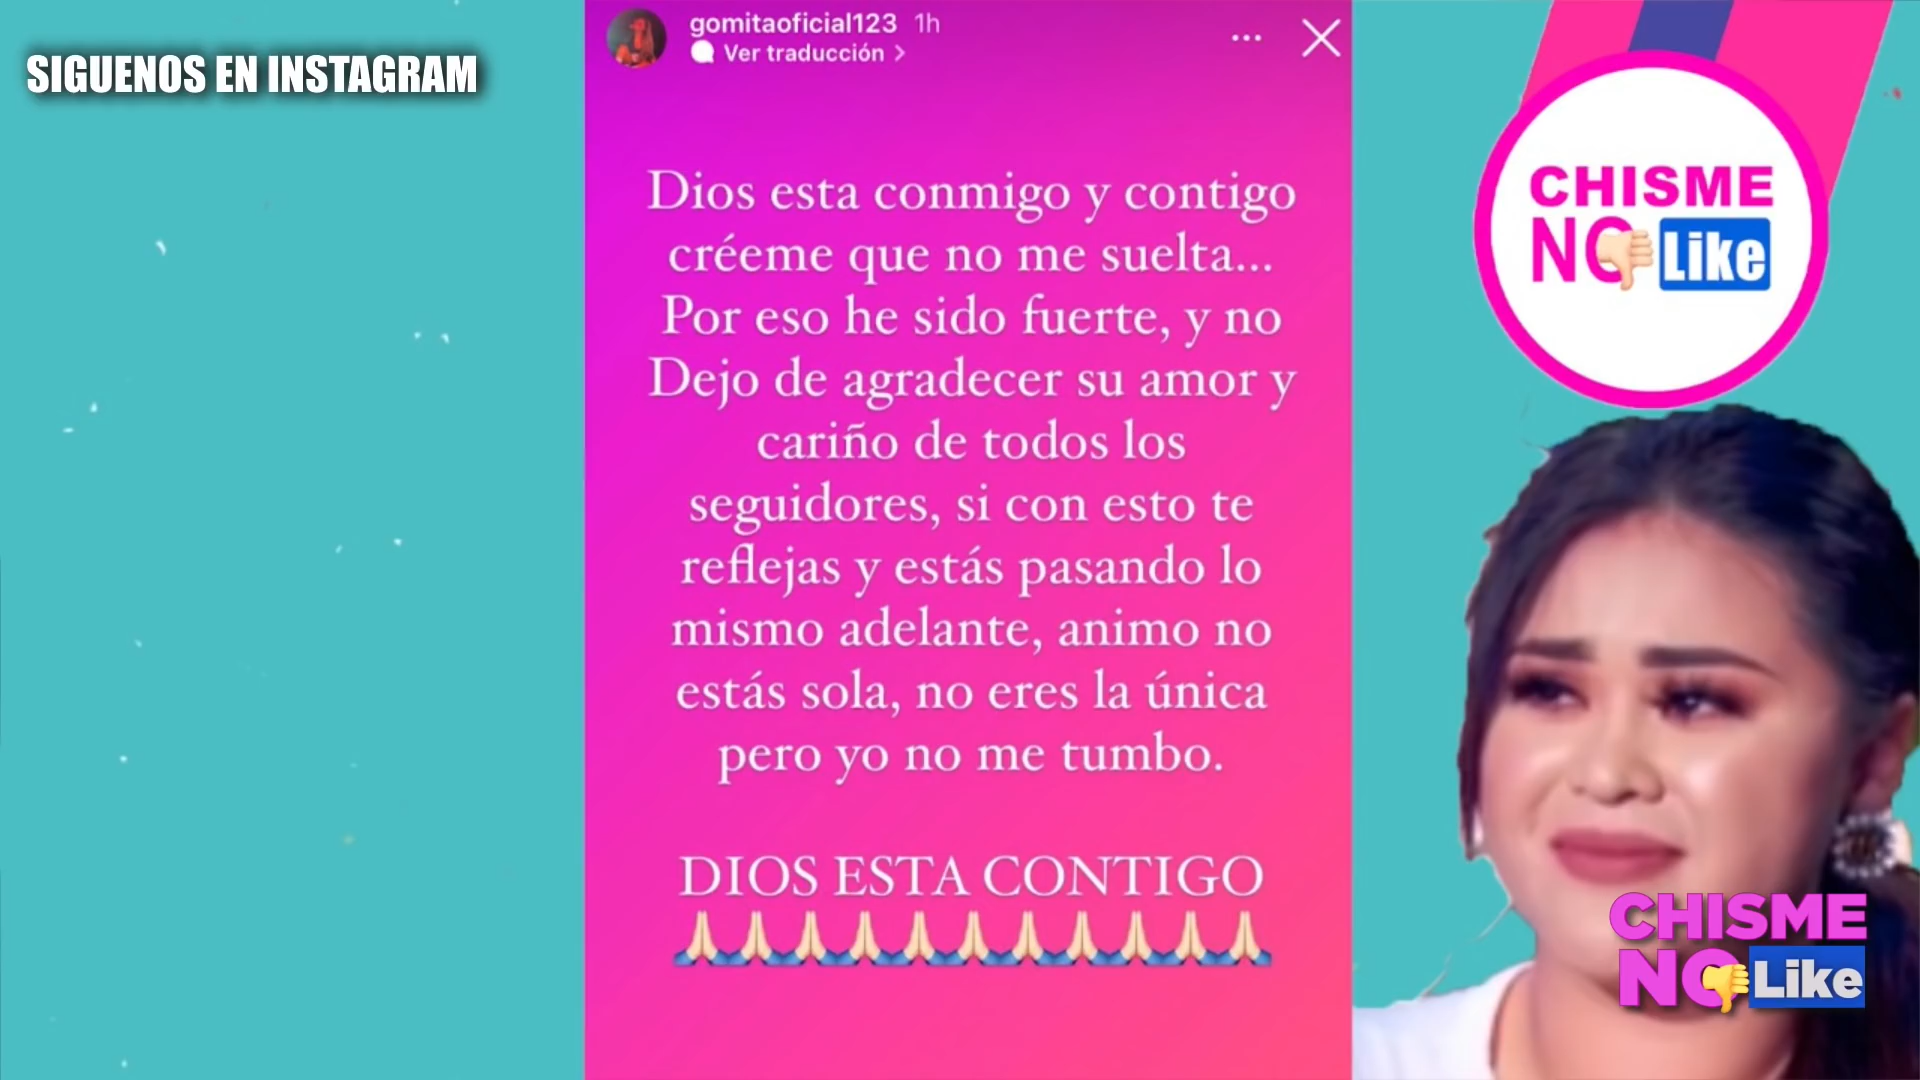 SIGUENOS EN INSTAGRAM
gomitaoficial123 1h
Ver traducción >
Dios esta conmigo y contigo
créeme que no me suelta...
Por eso he sido fuerte, y no
Dejo de agradecer su amor y
cariño de todos los
seguidores, si con esto te
reflejas y estás pasando lo
mismo adelante, animo no
estás sola, no eres la única
pero yo no me tumbo.
DIOS ESTA CONTIGO
🙏🏻🙏🏻🙏🏻🙏🏻🙏🏻🙏🏻🙏🏻🙏🏻🙏🏻🙏🏻🙏🏻
CHISME
NO Like
CHISME
NO Like